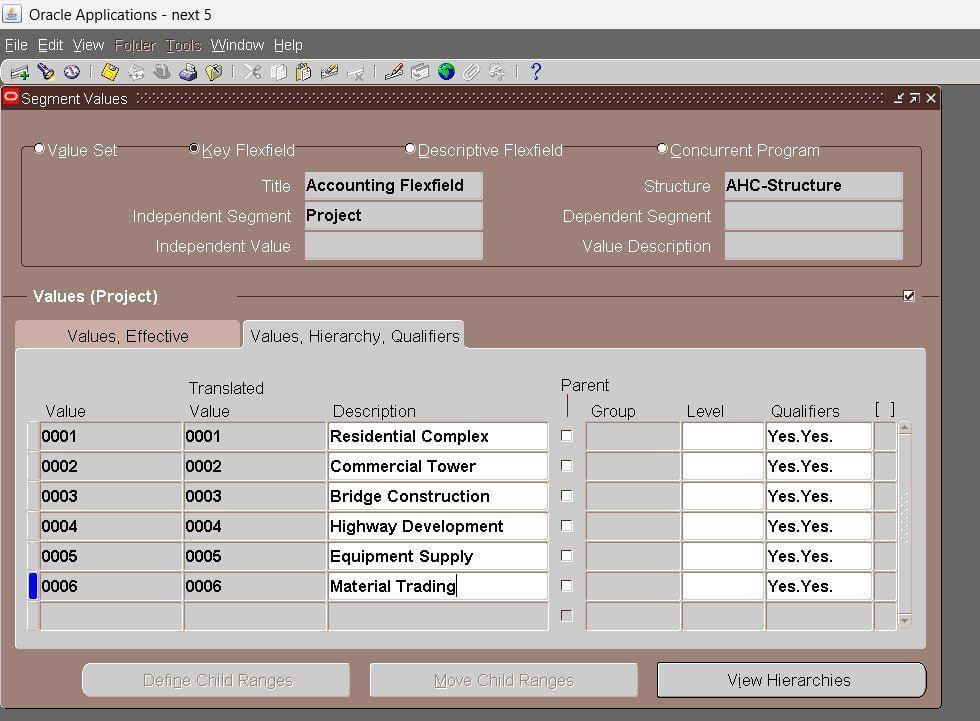 Oracle Applications - next 5
File Edit View Folder Tools Window Help
?
Segment Values
Value Set Key Flexfield Descriptive Flexfield Concurrent Program
Title Accounting Flexfield Structure AHC-Structure
Independent Segment Project Dependent Segment
Independent Value Value Description
Values (Project)
Values, Effective Values, Hierarchy, Qualifiers
Translated Parent
Value Value Description Group Level Qualifiers [ ]
0001 0001 Residential Complex Yes.Yes.
0002 0002 Commercial Tower Yes.Yes.
0003 0003 Bridge Construction Yes.Yes.
0004 0004 Highway Development Yes.Yes.
0005 0005 Equipment Supply Yes.Yes.
0006 0006 Material Trading Yes.Yes.
Define Child Ranges Move Child Ranges View Hierarchies